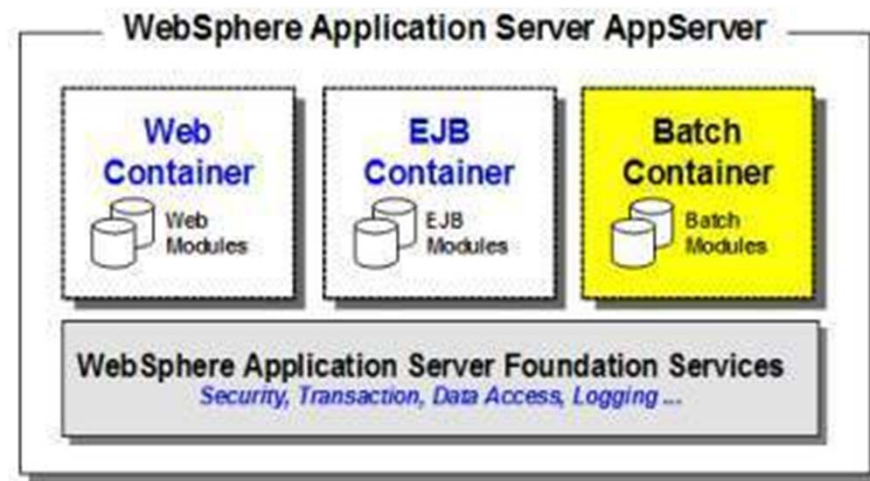 WebSphere Application Server AppServer
Web
Container
Web
Modules
EJB
Container
EJB
Modules
Batch
Container
Batch
Modules
WebSphere Application Server Foundation Services
Security, Transaction, Data Access, Logging ...